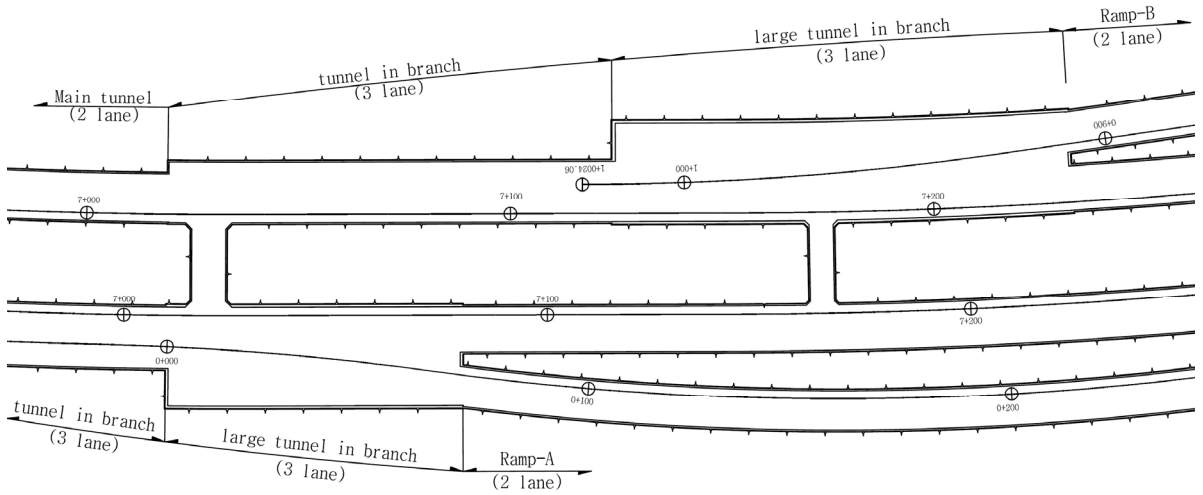 Ramp-B
(2 lane)
large tunnel in branch
(3 lane)
tunnel in branch
(3 lane)
Main tunnel
(2 lane)
0+900
1+0024.06
1+000
7+000
7+100
7+200
7+000
7+100
7+200
0+000
0+100
0+200
tunnel in branch
(3 lane)
large tunnel in branch
(3 lane)
Ramp-A
(2 lane)